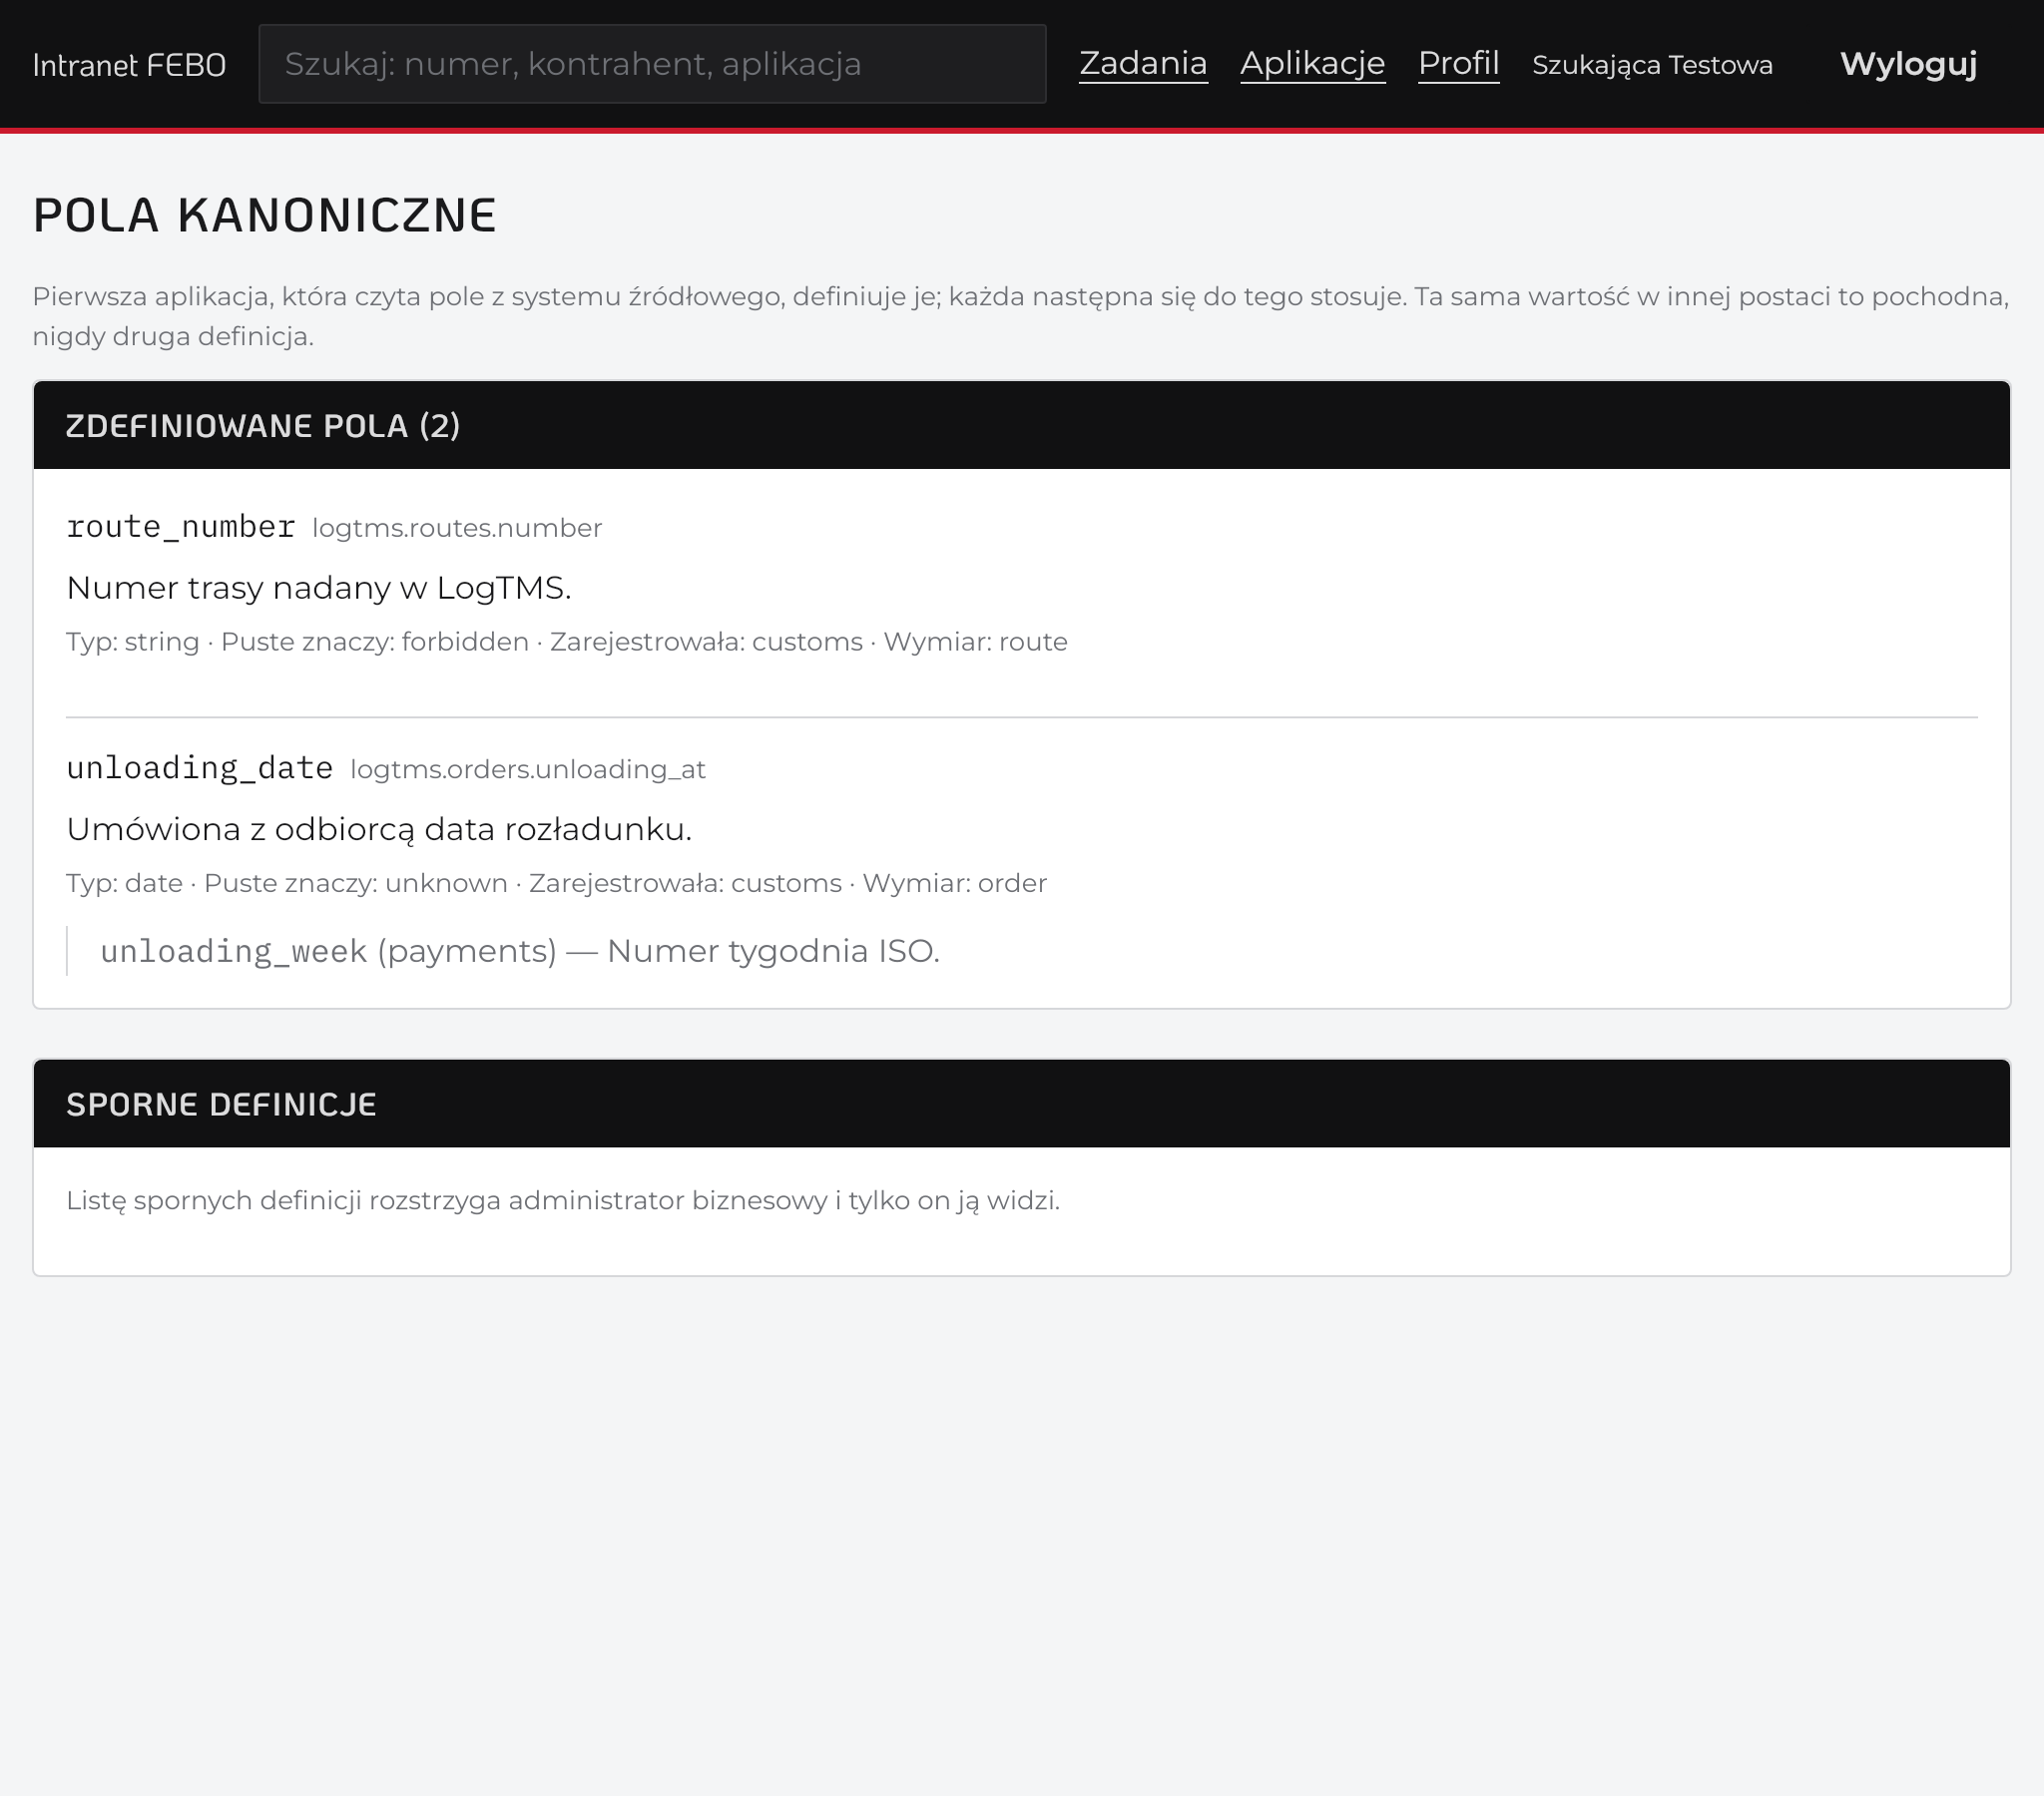 Intranet FEBO
Szukaj: numer, kontrahent, aplikacja
Zadania
Aplikacje
Profil
Szukająca Testowa
Wyloguj
POLA KANONICZNE
Pierwsza aplikacja, która czyta pole z systemu źródłowego, definiuje je; każda następna się do tego stosuje. Ta sama wartość w innej postaci to pochodna,
nigdy druga definicja.
ZDEFINIOWANE POLA (2)
route_number logtms.routes.number
Numer trasy nadany w LogTMS.
Typ: string · Puste znaczy: forbidden · Zarejestrowała: customs · Wymiar: route
unloading_date logtms.orders.unloading_at
Umówiona z odbiorcą data rozładunku.
Typ: date · Puste znaczy: unknown · Zarejestrowała: customs · Wymiar: order
unloading_week (payments) — Numer tygodnia ISO.
SPORNE DEFINICJE
Listę spornych definicji rozstrzyga administrator biznesowy i tylko on ją widzi.